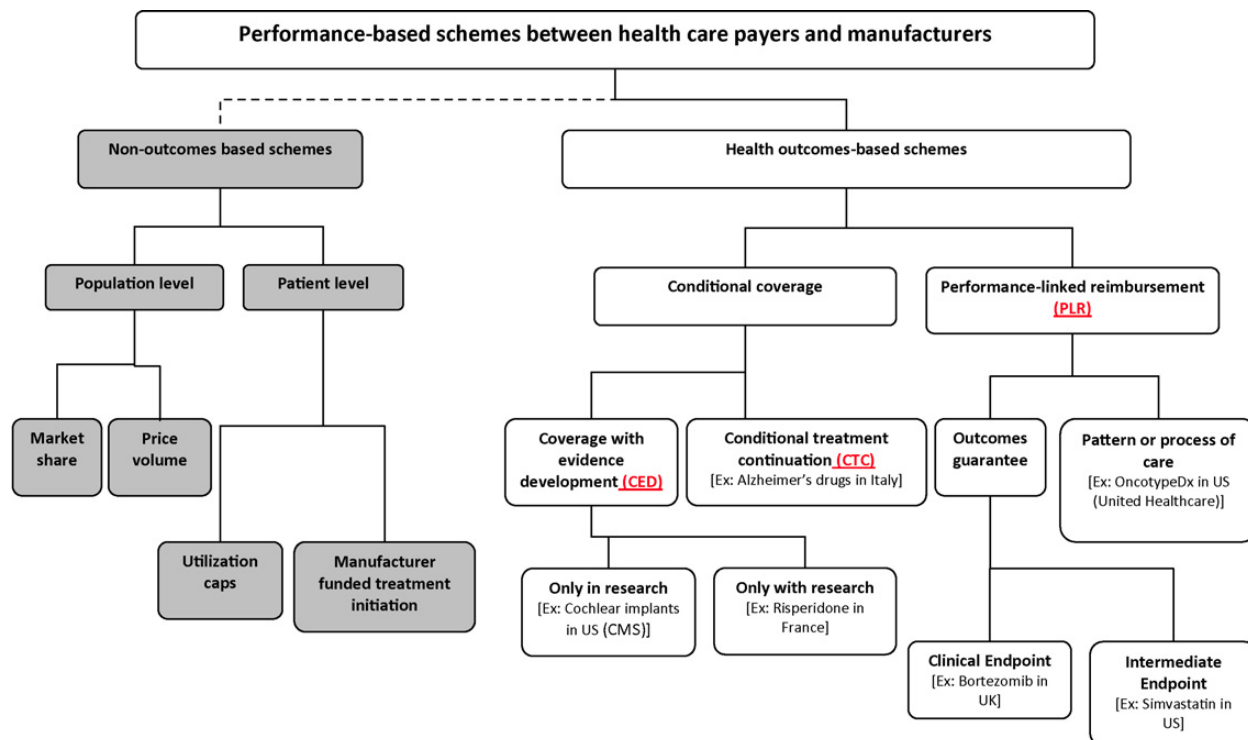 Performance-based schemes between health care payers and manufacturers
Non-outcomes based schemes
Health outcomes-based schemes
Population level
Patient level
Conditional coverage
Performance-linked reimbursement
(PLR)
Market
share
Price
volume
Coverage with
evidence
development (CED)
Conditional treatment
continuation (CTC)
[Ex: Alzheimer's drugs in Italy]
Outcomes
guarantee
Pattern or process of
care
[Ex: OncotypeDx in US
(United Healthcare)]
Utilization
caps
Manufacturer
funded treatment
initiation
Only in research
[Ex: Cochlear implants
in US (CMS)]
Only with research
[Ex: Risperidone in
France]
Clinical Endpoint
[Ex: Bortezomib in
UK]
Intermediate
Endpoint
[Ex: Simvastatin in
US]